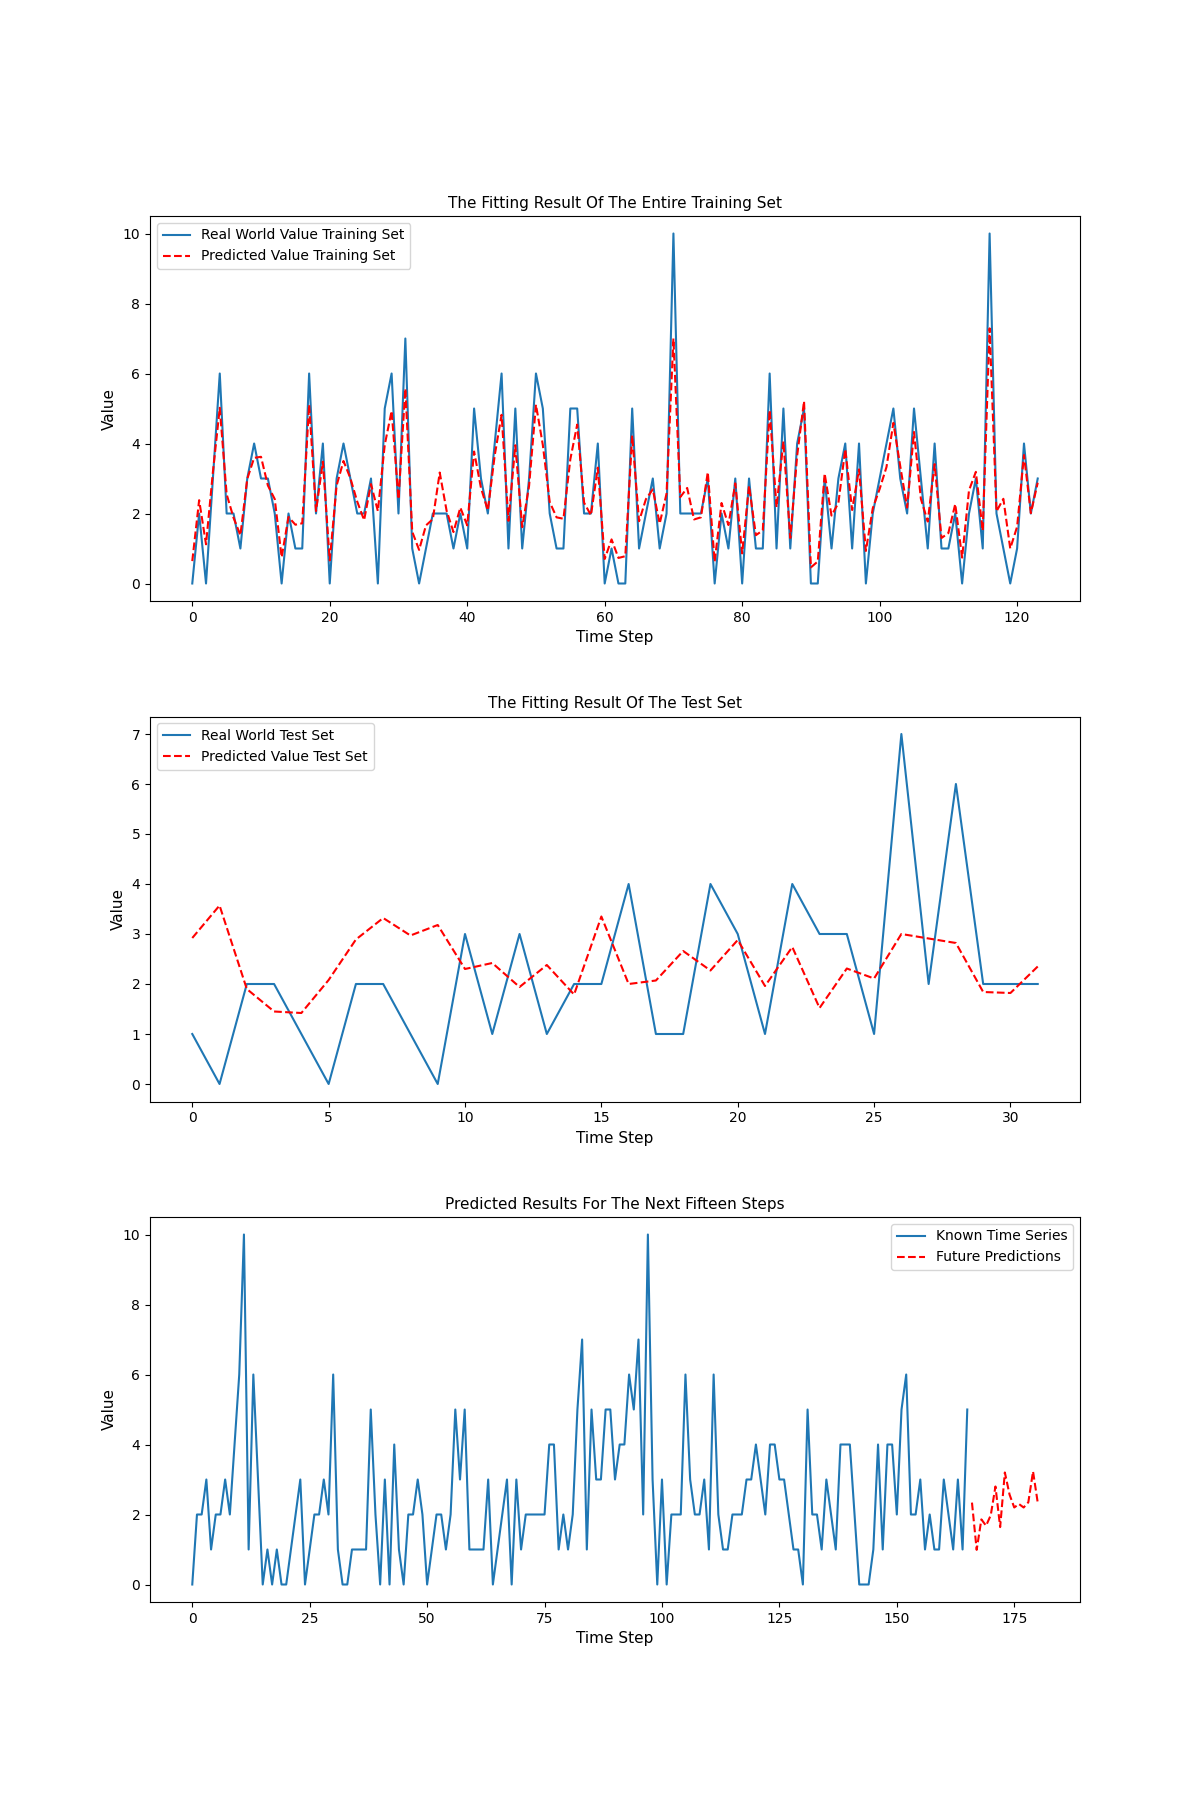 The Fitting Result Of The Entire Training Set
Real World Value Training Set
Predicted Value Training Set
10
8
6
4
2
0
Value
0 20 40 60 80 100 120
Time Step
The Fitting Result Of The Test Set
Real World Test Set
Predicted Value Test Set
7
6
5
4
3
2
1
0
Value
0 5 10 15 20 25 30
Time Step
Predicted Results For The Next Fifteen Steps
Known Time Series
Future Predictions
10
8
6
4
2
0
Value
0 25 50 75 100 125 150 175
Time Step